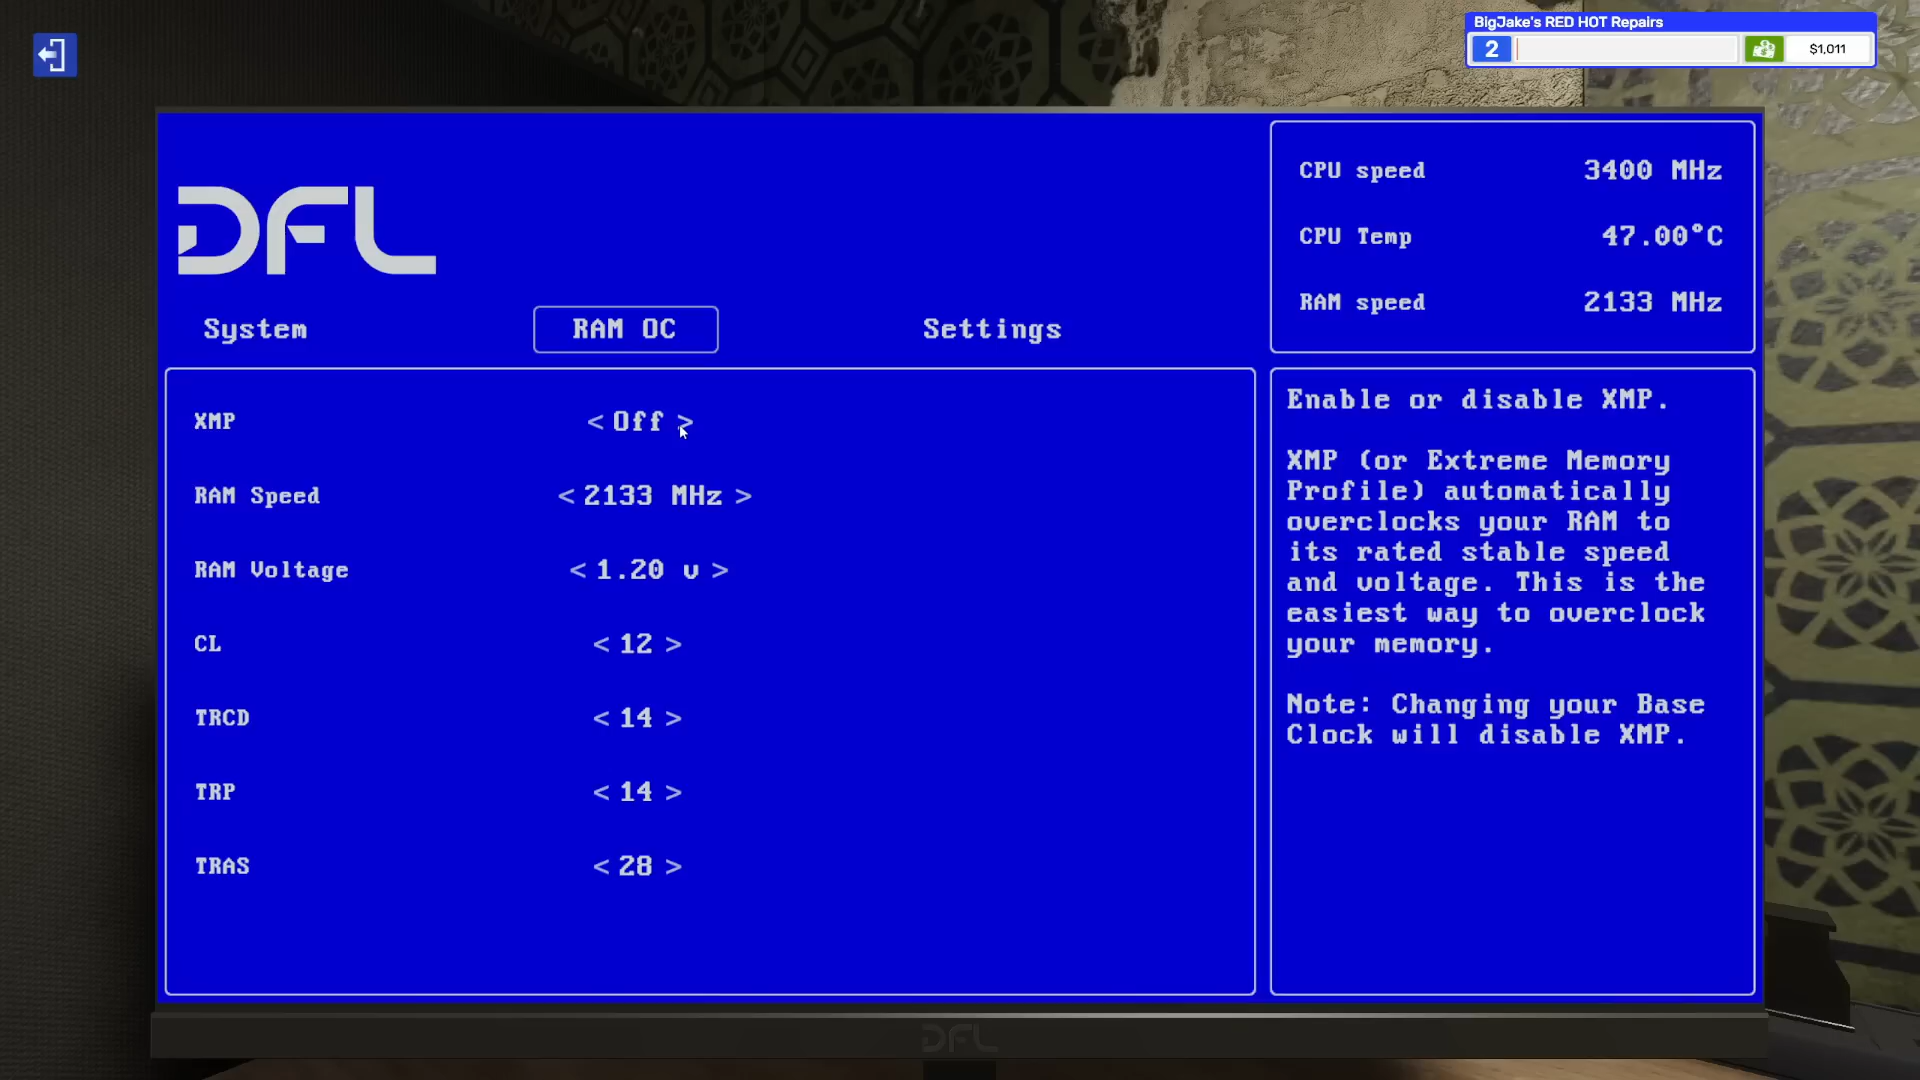 BigJake's RED HOT Repairs
2
$1,011
DFL
CPU speed 3400 MHz
CPU Temp 47.00°C
RAM speed 2133 MHz
System
RAM OC
Settings
XMP < Off >
RAM Speed < 2133 MHz >
RAM Voltage < 1.20 v >
CL < 12 >
TRCD < 14 >
TRP < 14 >
TRAS < 28 >
Enable or disable XMP.
XMP (or Extreme Memory
Profile) automatically
overclocks your RAM to
its rated stable speed
and voltage. This is the
easiest way to overclock
your memory.
Note: Changing your Base
Clock will disable XMP.
DFL